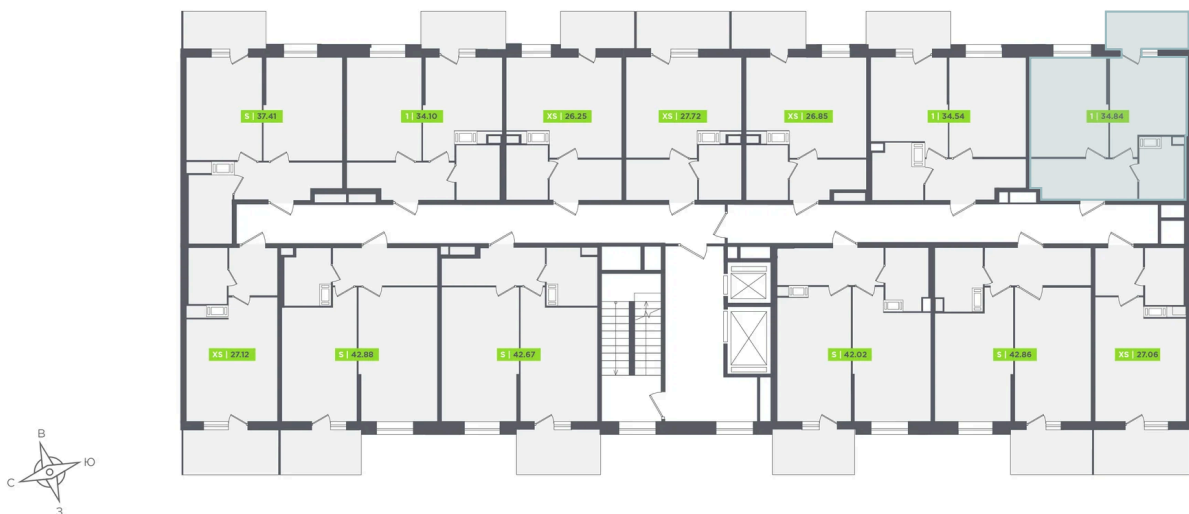 S | 37.41
1 | 34.10
XS | 26.25
XS | 27.72
XS | 26.85
1 | 34.54
1 | 34.84
XS | 27.12
S | 42.88
S | 42.67
S | 42.02
S | 42.86
XS | 27.06
В
Ю
С
З